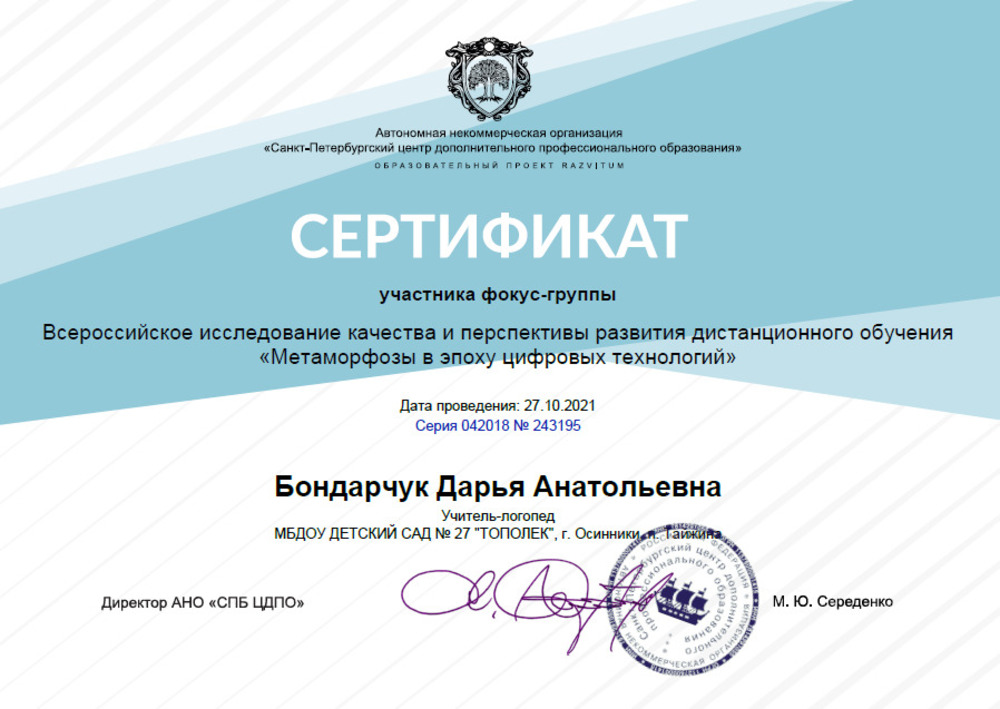 Автономная некоммерческая организация
«Санкт-Петербургский центр дополнительного профессионального образования»
ОБРАЗОВАТЕЛЬНЫЙ ПРОЕКТ RAZVITUM
СЕРТИФИКАТ
участника фокус-группы
Всероссийское исследование качества и перспективы развития дистанционного обучения
«Метаморфозы в эпоху цифровых технологий»
Дата проведения: 27.10.2021
Серия 042018 № 243195
Бондарчук Дарья Анатольевна
Учитель-логопед
МБДОУ ДЕТСКИЙ САД № 27 "ТОПОЛЕК", г. Осинники, п. Тайжина
Директор АНО «СПБ ЦДПО»
М. Ю. Середенко
РОССИЙСКАЯ ФЕДЕРАЦИЯ
НЕКОММЕРЧЕСКАЯ ОРГАНИЗАЦИЯ
Санкт-Петербургский центр дополнительного
профессионального образования